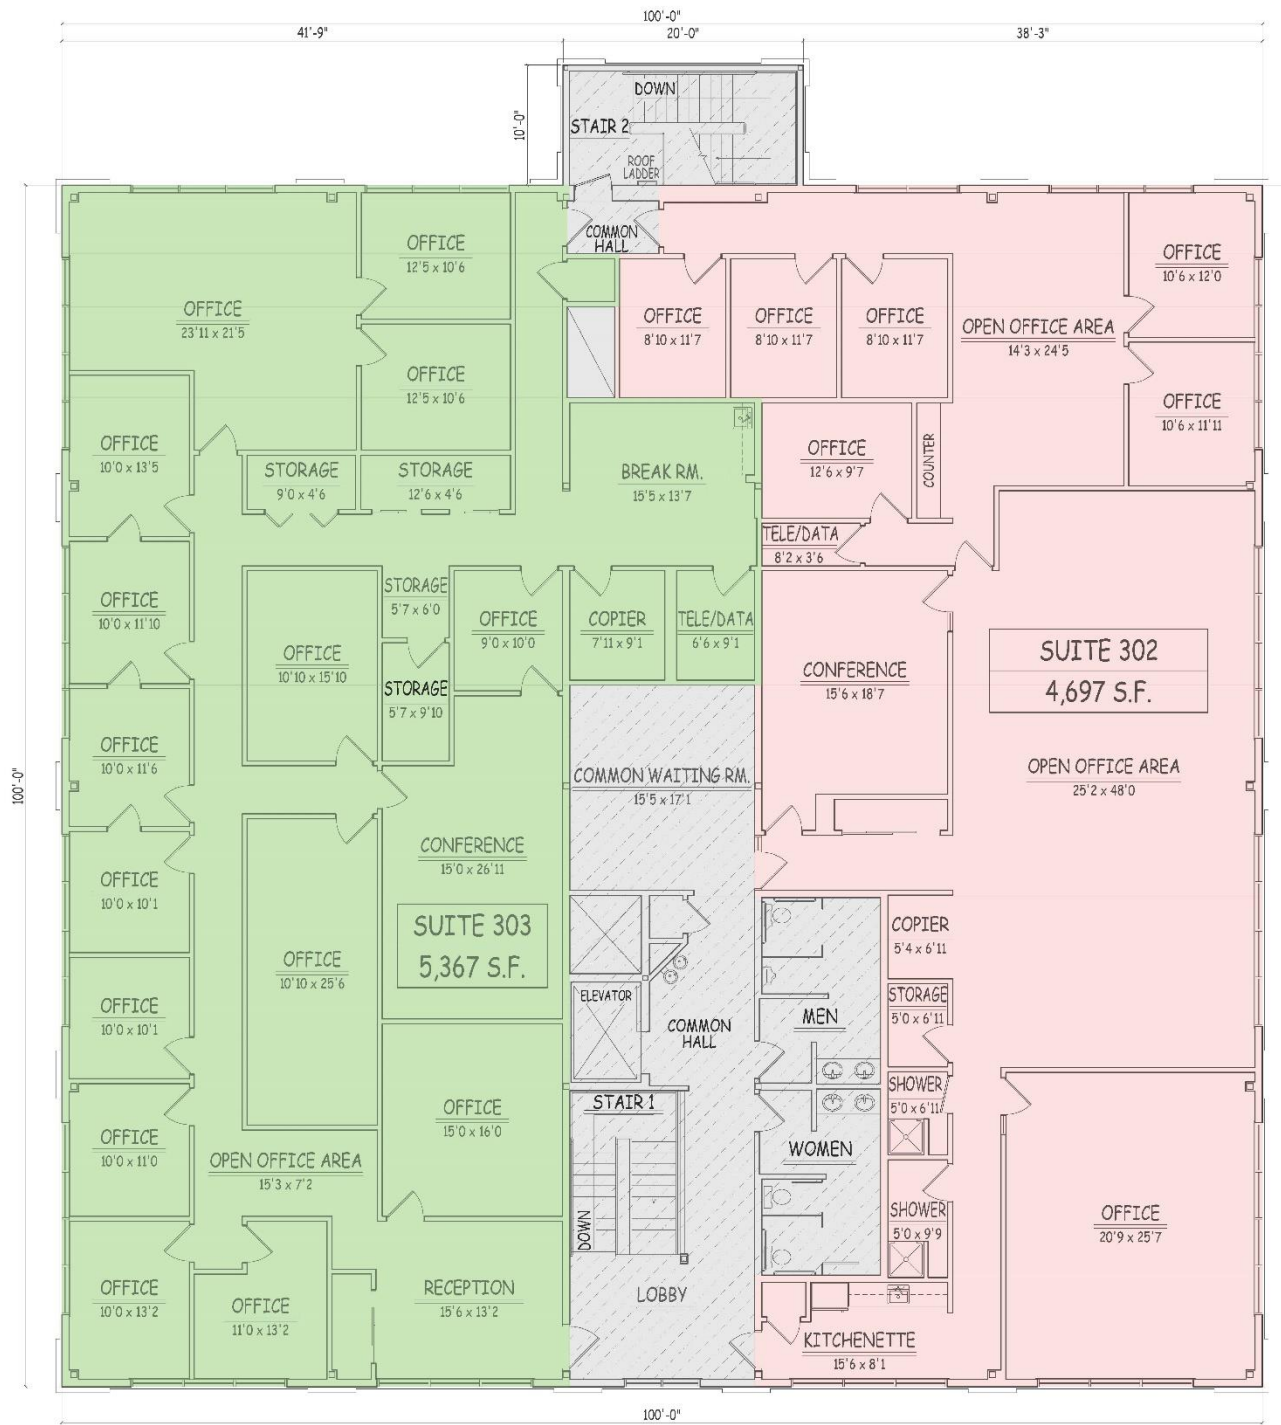 100'-0"
41'-9"
20'-0"
38'-3"
10'-0"
DOWN
STAIR 2
ROOF
LADDER
COMMON
HALL
OFFICE
12'5 x 10'6
OFFICE
23'11 x 21'5
OFFICE
12'5 x 10'6
OFFICE
8'10 x 11'7
OFFICE
8'10 x 11'7
OFFICE
8'10 x 11'7
OPEN OFFICE AREA
14'3 x 24'5
OFFICE
10'6 x 12'0
OFFICE
10'6 x 11'11
OFFICE
10'0 x 13'5
STORAGE
9'0 x 4'6
STORAGE
12'6 x 4'6
BREAK RM.
15'5 x 13'7
OFFICE
12'6 x 9'7
COUNTER
TELE/DATA
8'2 x 3'6
OFFICE
10'0 x 11'10
OFFICE
10'10 x 15'10
STORAGE
5'7 x 6'0
STORAGE
5'7 x 9'10
OFFICE
9'0 x 10'0
COPIER
7'11 x 9'1
TELE/DATA
6'6 x 9'1
CONFERENCE
15'6 x 18'7
SUITE 302
4,697 S.F.
OPEN OFFICE AREA
25'2 x 48'0
100'-0"
OFFICE
10'0 x 11'6
COMMON WAITING RM.
15'5 x 17'1
CONFERENCE
15'0 x 26'11
SUITE 303
5,367 S.F.
OFFICE
10'0 x 10'1
OFFICE
10'10 x 25'6
OFFICE
10'0 x 10'1
ELEVATOR
COMMON
HALL
MEN
COPIER
5'4 x 6'11
STORAGE
5'0 x 6'11
SHOWER
5'0 x 6'11
STAIR 1
DOWN
WOMEN
SHOWER
5'0 x 9'9
OFFICE
20'9 x 25'7
OFFICE
10'0 x 11'0
OPEN OFFICE AREA
15'3 x 7'2
OFFICE
15'0 x 16'0
OFFICE
10'0 x 13'2
OFFICE
11'0 x 13'2
RECEPTION
15'6 x 13'2
LOBBY
KITCHENETTE
15'6 x 8'1
100'-0"